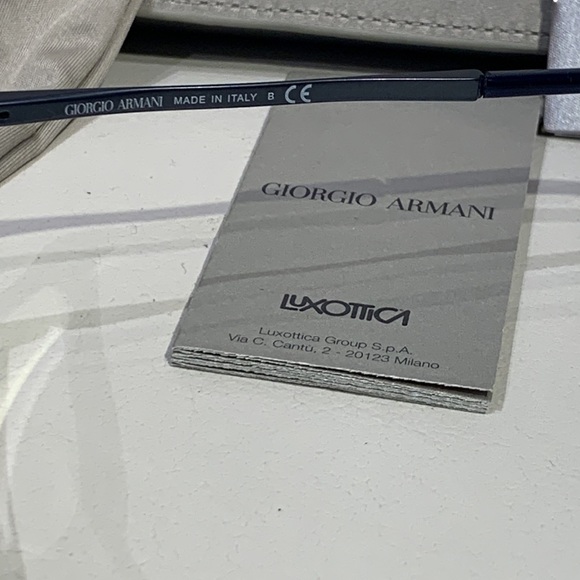 GIORGIO ARMANI MADE IN ITALY B CE
GIORGIO ARMANI
LUXOTTICA
Luxottica Group S.p.A.
Via C. Cantù, 2 - 20123 Milano